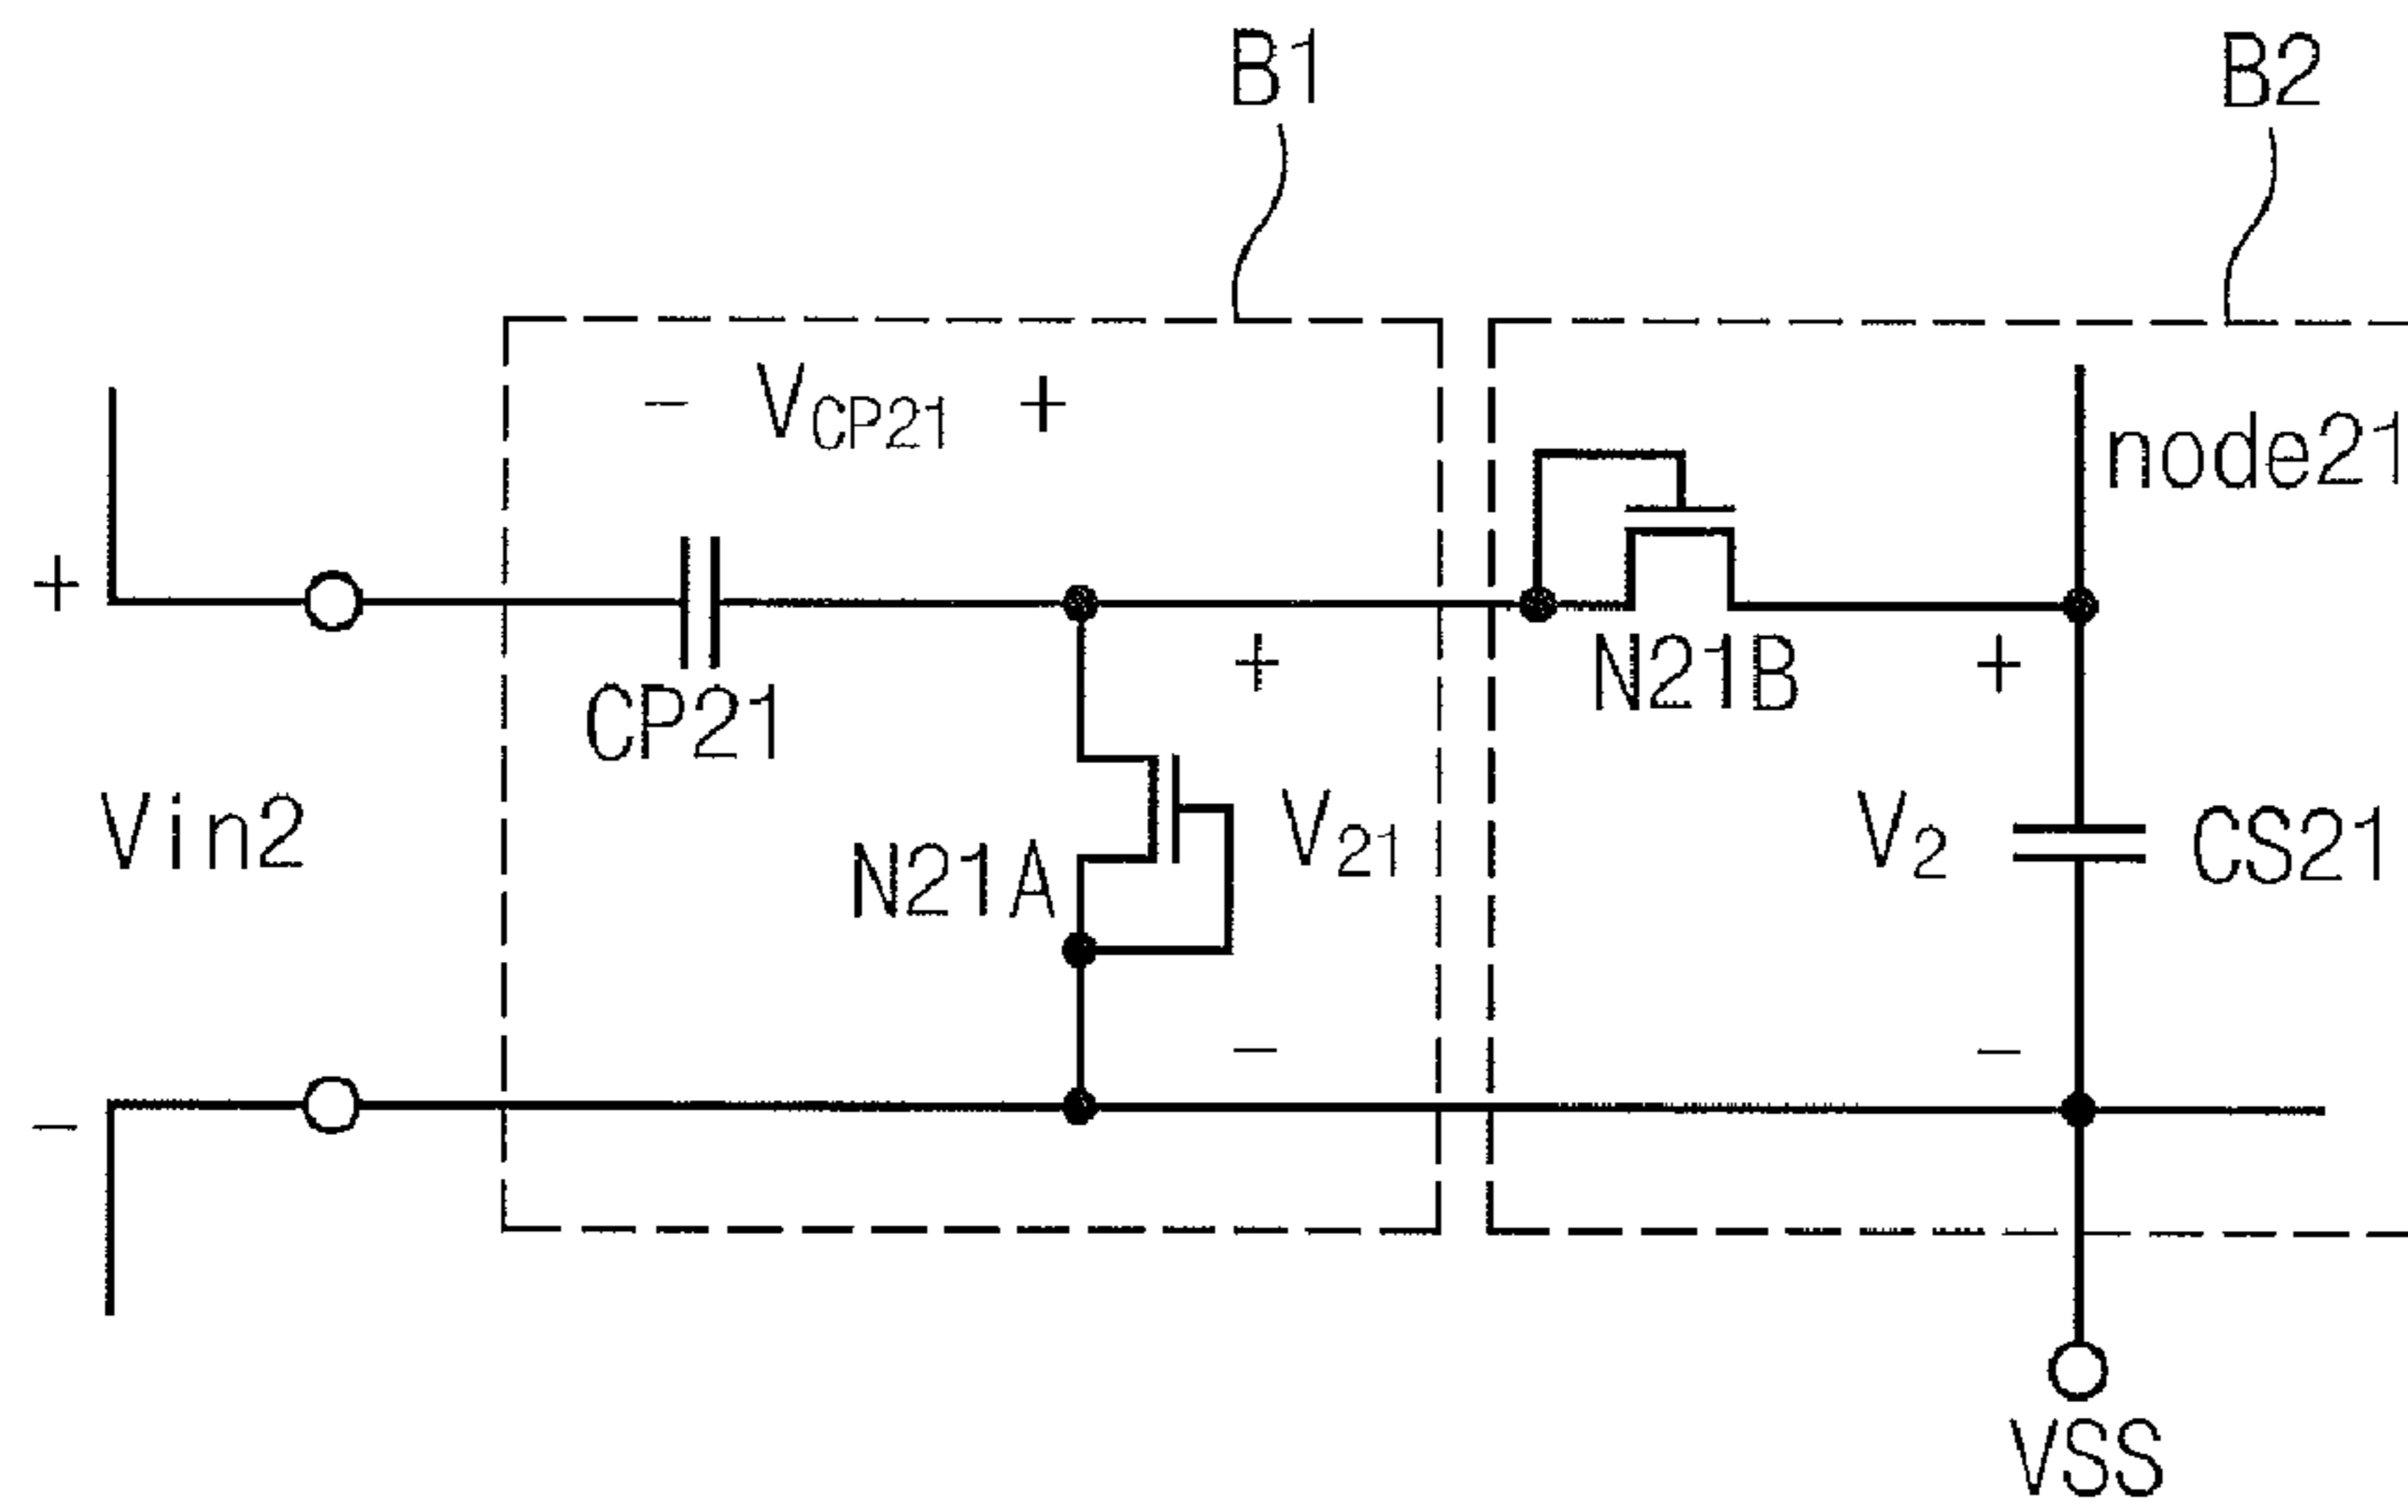 B1
B2
- VCP21 +
node21
+
CP21
+
N21B
+
Vin2
N21A
V21
V2
CS21
-
-
-
VSS